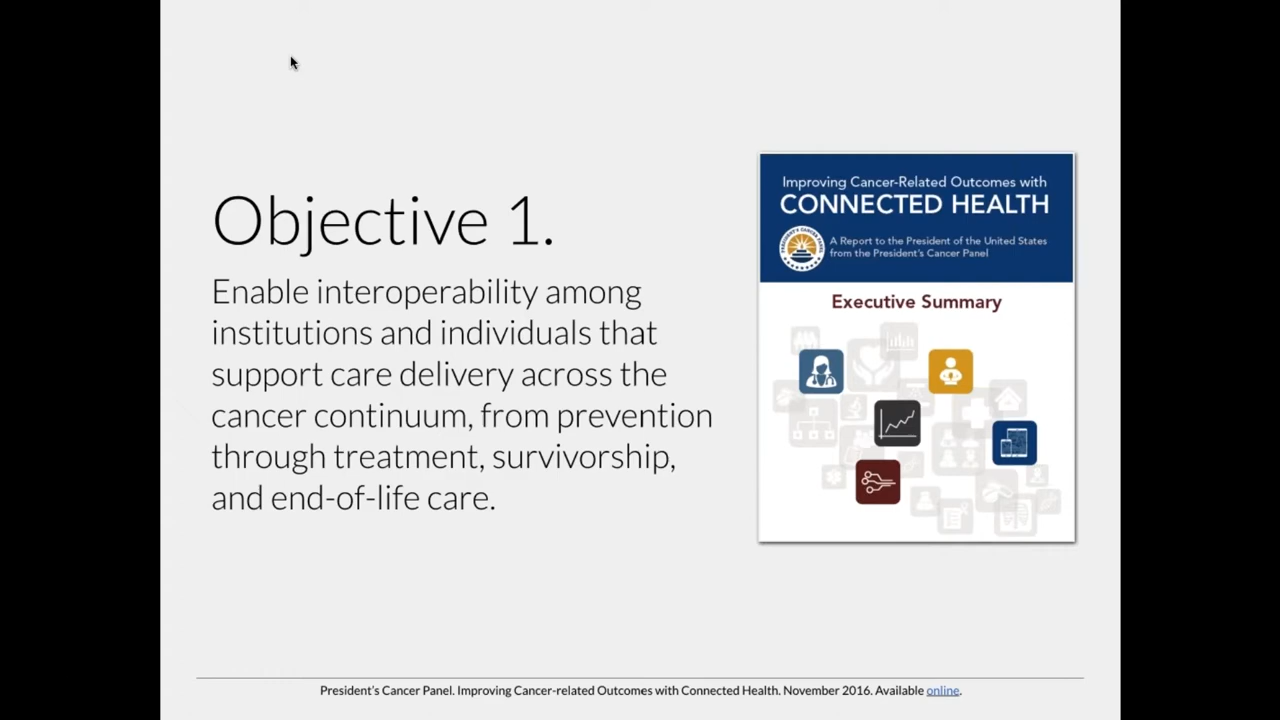 Objective 1.
Enable interoperability among
institutions and individuals that
support care delivery across the
cancer continuum, from prevention
through treatment, survivorship,
and end-of-life care.
Improving Cancer-Related Outcomes with
CONNECTED HEALTH
PRESIDENT'S CANCER PANEL
A Report to the President of the United States
from the President's Cancer Panel
Executive Summary
President's Cancer Panel. Improving Cancer-related Outcomes with Connected Health. November 2016. Available online.